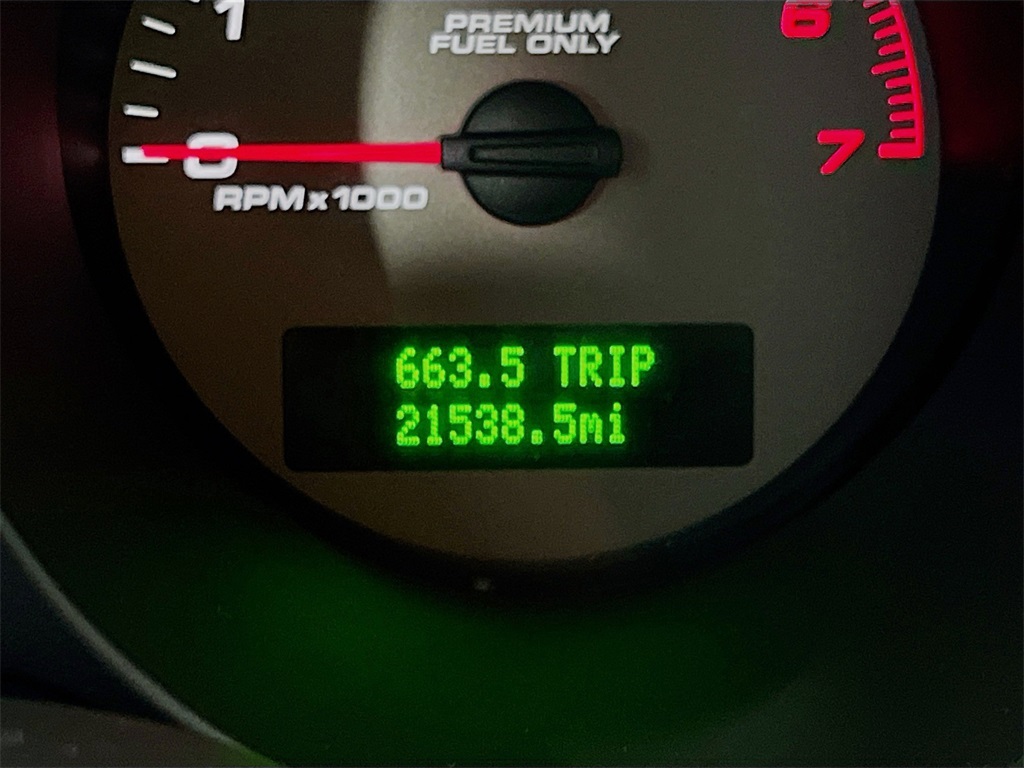 1
PREMIUM
FUEL ONLY
6
0
7
RPM x 1000
663.5 TRIP
21538.5mi